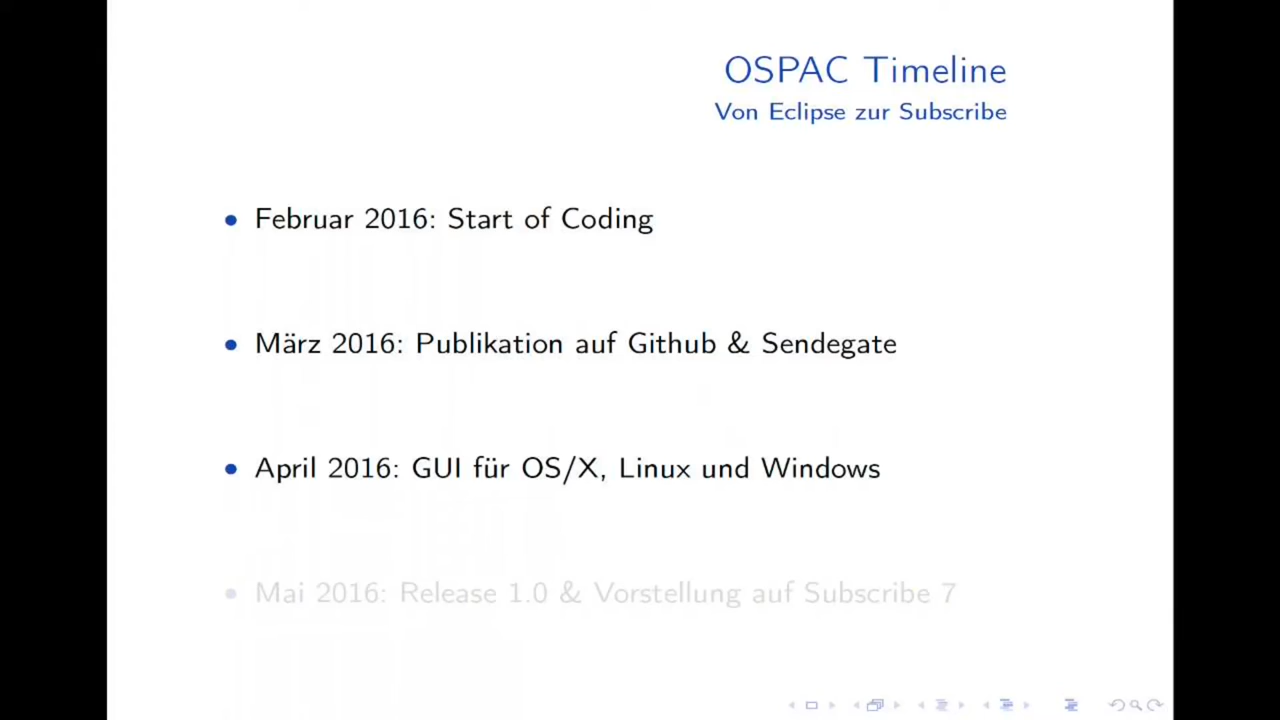 OSPAC Timeline
Von Eclipse zur Subscribe
• Februar 2016: Start of Coding
• März 2016: Publikation auf Github & Sendegate
• April 2016: GUI für OS/X, Linux und Windows
• Mai 2016: Release 1.0 & Vorstellung auf Subscribe 7